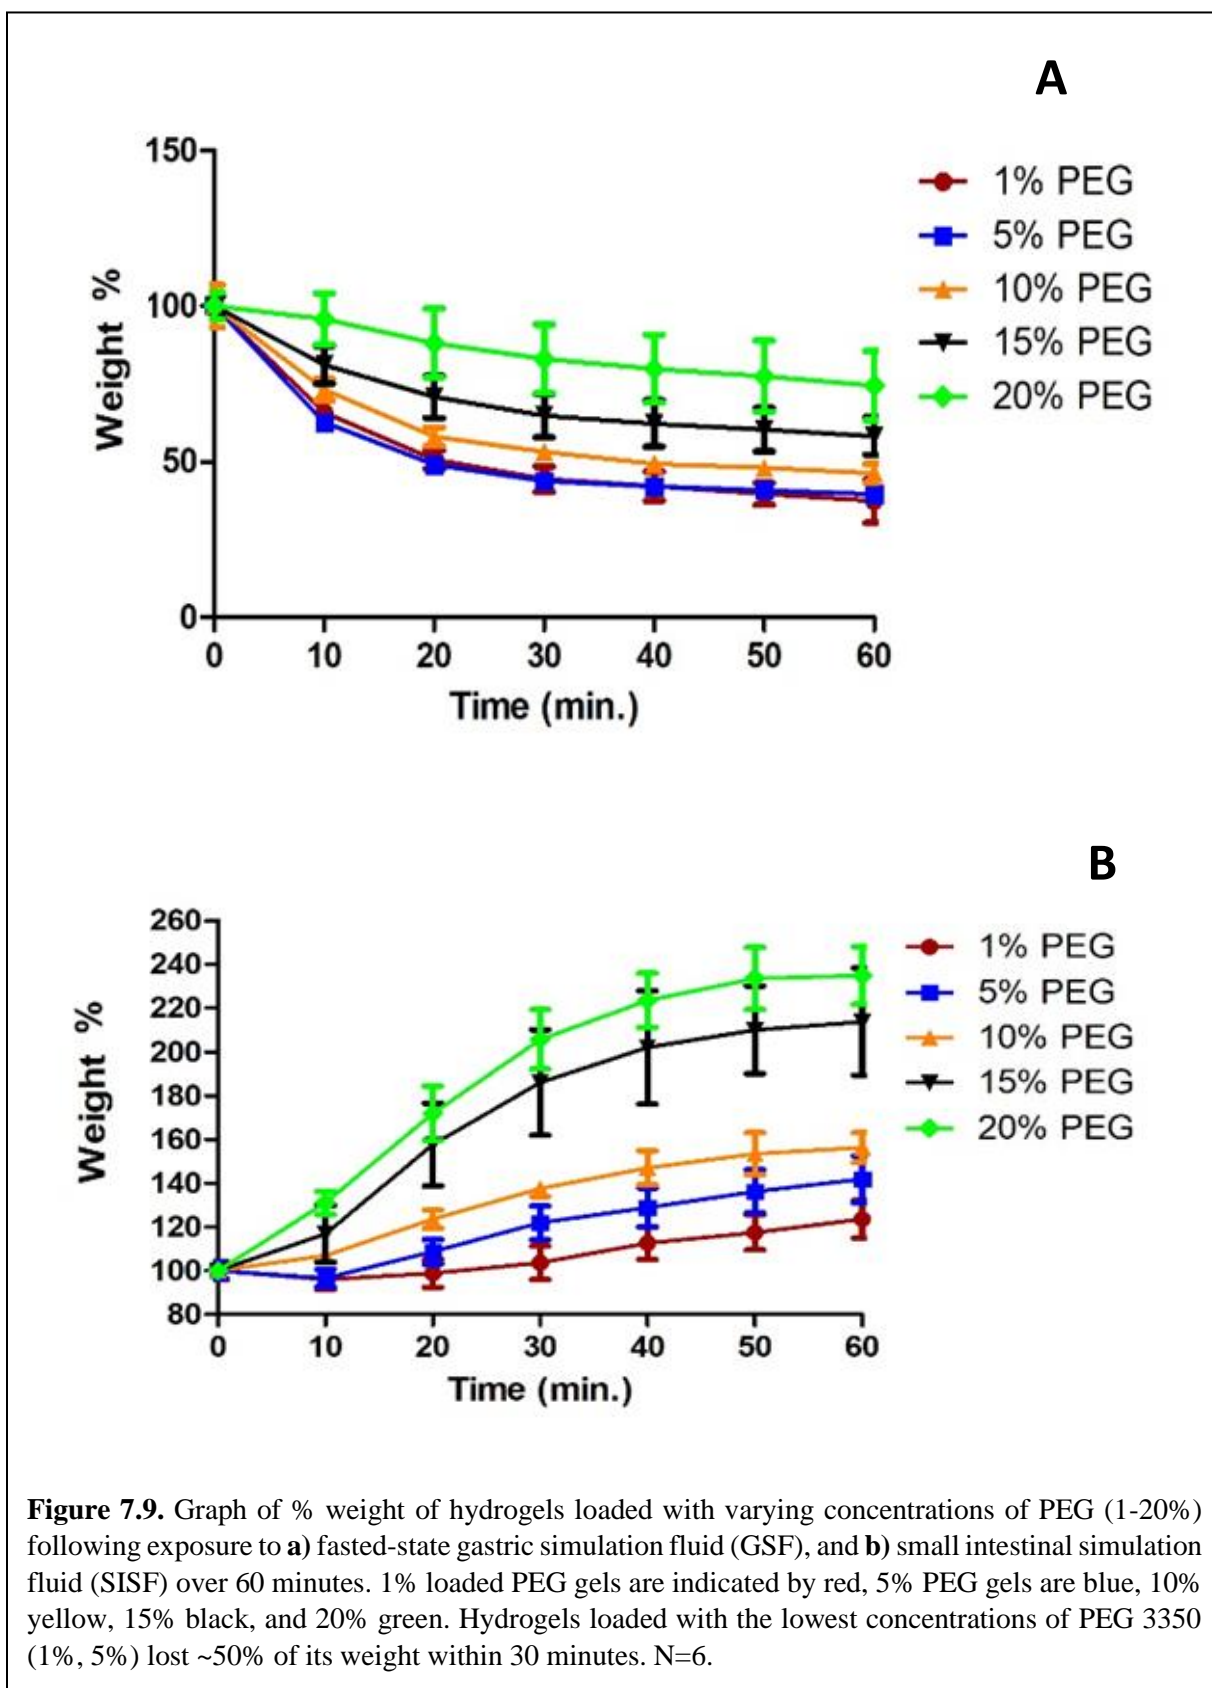 A
150
100
50
0
Weight %
0 10 20 30 40 50 60
Time (min.)
1% PEG
5% PEG
10% PEG
15% PEG
20% PEG
B
260
240
220
200
180
160
140
120
100
80
Weight %
0 10 20 30 40 50 60
Time (min.)
1% PEG
5% PEG
10% PEG
15% PEG
20% PEG
Figure 7.9. Graph of % weight of hydrogels loaded with varying concentrations of PEG (1-20%)
following exposure to a) fasted-state gastric simulation fluid (GSF), and b) small intestinal simulation
fluid (SISF) over 60 minutes. 1% loaded PEG gels are indicated by red, 5% PEG gels are blue, 10%
yellow, 15% black, and 20% green. Hydrogels loaded with the lowest concentrations of PEG 3350
(1%, 5%) lost ~50% of its weight within 30 minutes. N=6.